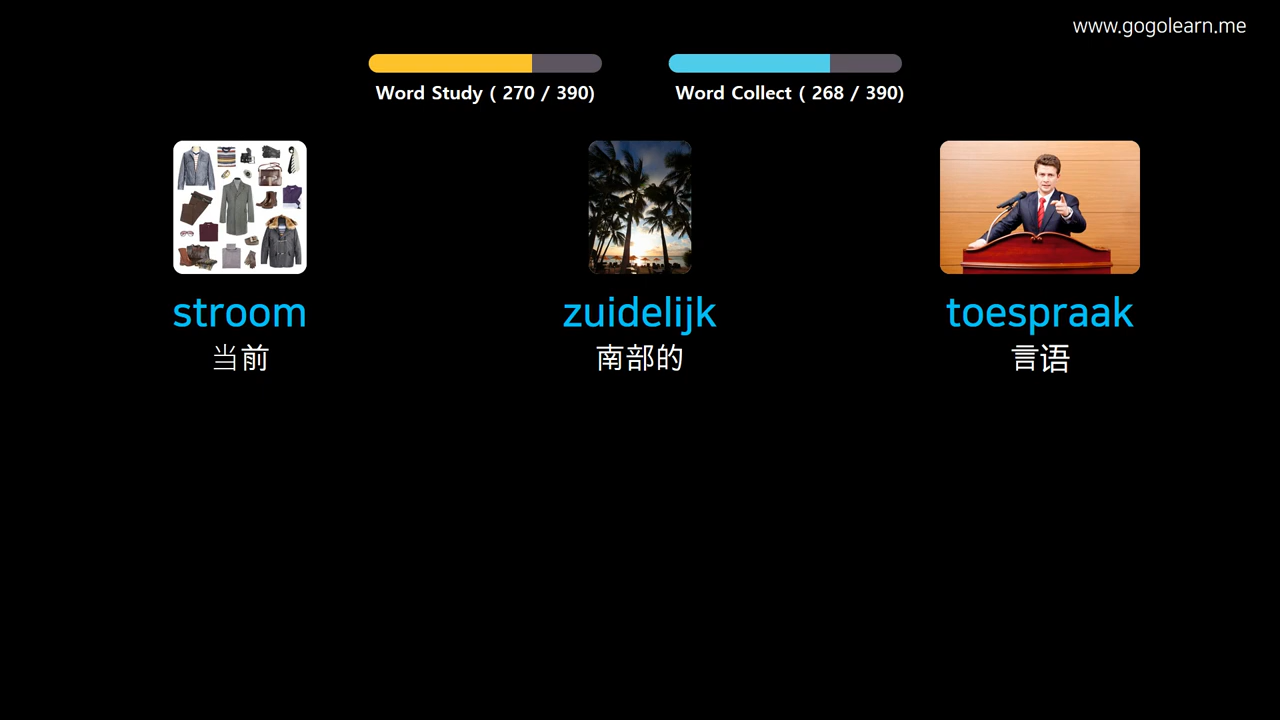 www.gogolearn.me
Word Study ( 270 / 390)
Word Collect ( 268 / 390)
stroom
当前
zuidelijk
南部的
toespraak
言语